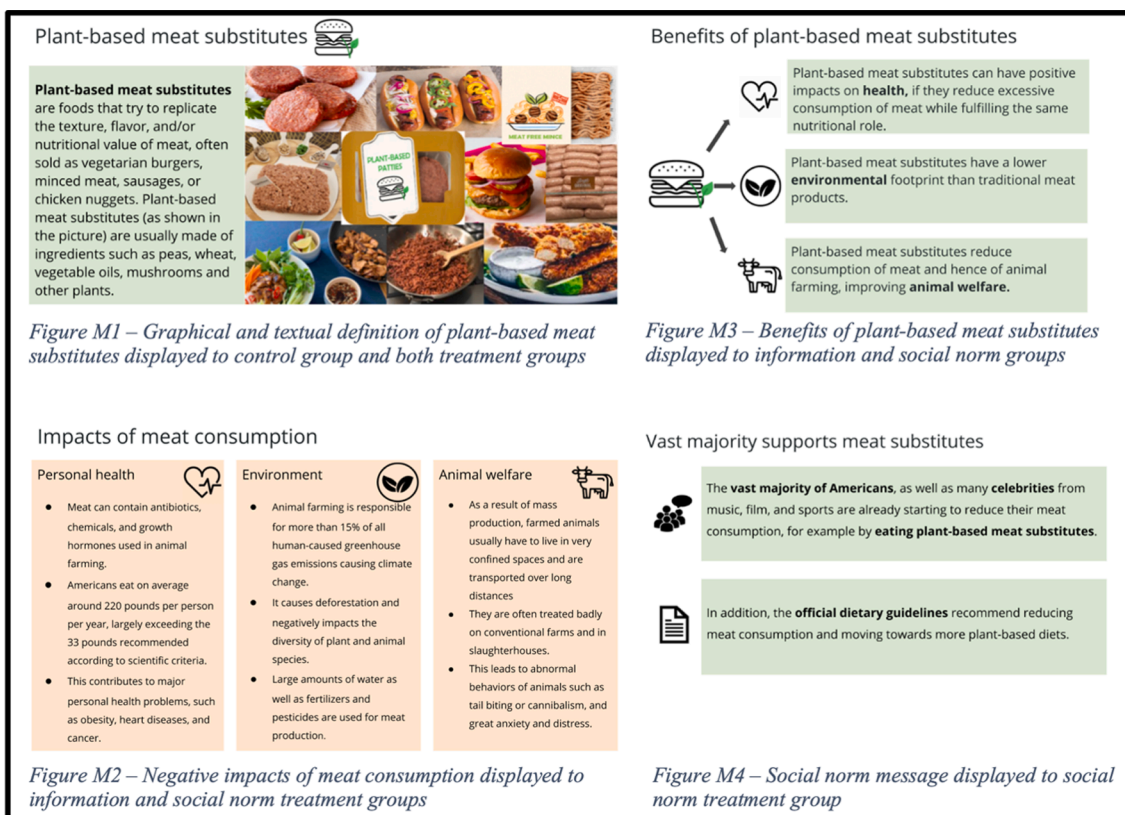 Plant-based meat substitutes
Plant-based meat substitutes
are foods that try to replicate
the texture, flavor, and/or
nutritional value of meat, often
sold as vegetarian burgers,
minced meat, sausages, or
chicken nuggets. Plant-based
meat substitutes (as shown in
the picture) are usually made of
ingredients such as peas, wheat,
vegetable oils, mushrooms and
other plants.
MEAT FREE MINCE
PLANT-BASED
PATTIES
Figure M1 – Graphical and textual definition of plant-based meat
substitutes displayed to control group and both treatment groups
Benefits of plant-based meat substitutes
Plant-based meat substitutes can have positive
impacts on health, if they reduce excessive
consumption of meat while fulfilling the same
nutritional role.
Plant-based meat substitutes have a lower
environmental footprint than traditional meat
products.
Plant-based meat substitutes reduce
consumption of meat and hence of animal
farming, improving animal welfare.
Figure M3 – Benefits of plant-based meat substitutes
displayed to information and social norm groups
Impacts of meat consumption
Personal health
• Meat can contain antibiotics,
chemicals, and growth
hormones used in animal
farming.
• Americans eat on average
around 220 pounds per person
per year, largely exceeding the
33 pounds recommended
according to scientific criteria.
• This contributes to major
personal health problems, such
as obesity, heart diseases, and
cancer.
Environment
• Animal farming is responsible
for more than 15% of all
human-caused greenhouse
gas emissions causing climate
change.
• It causes deforestation and
negatively impacts the
diversity of plant and animal
species.
• Large amounts of water as
well as fertilizers and
pesticides are used for meat
production.
Animal welfare
• As a result of mass
production, farmed animals
usually have to live in very
confined spaces and are
transported over long
distances
• They are often treated badly
on conventional farms and in
slaughterhouses.
• This leads to abnormal
behaviors of animals such as
tail biting or cannibalism, and
great anxiety and distress.
Figure M2 – Negative impacts of meat consumption displayed to
information and social norm treatment groups
Vast majority supports meat substitutes
The vast majority of Americans, as well as many celebrities from
music, film, and sports are already starting to reduce their meat
consumption, for example by eating plant-based meat substitutes.
In addition, the official dietary guidelines recommend reducing
meat consumption and moving towards more plant-based diets.
Figure M4 – Social norm message displayed to social
norm treatment group